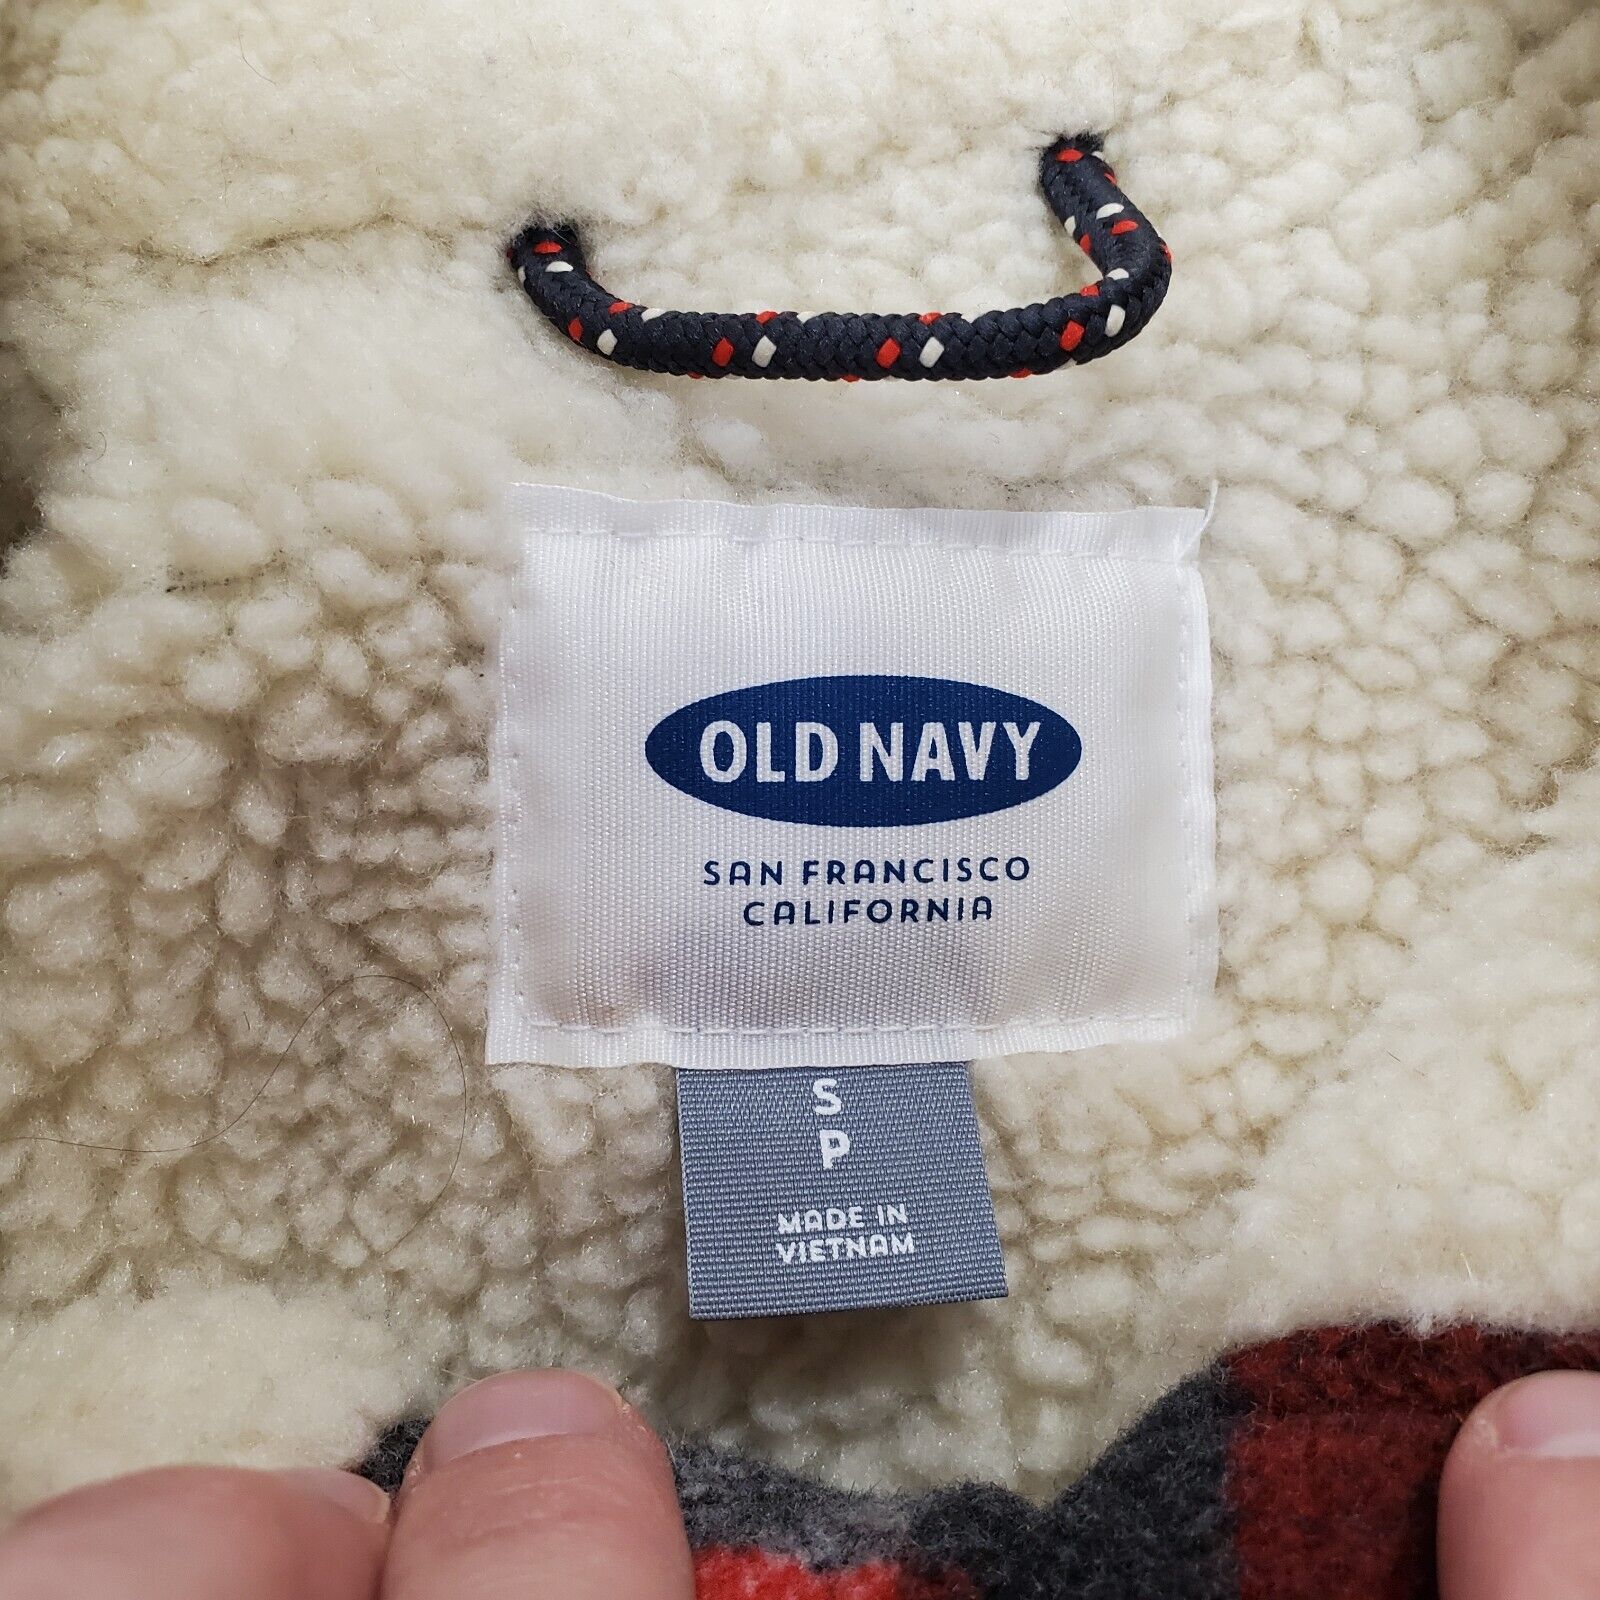 OLD NAVY
SAN FRANCISCO
CALIFORNIA
S
P
MADE IN
VIETNAM